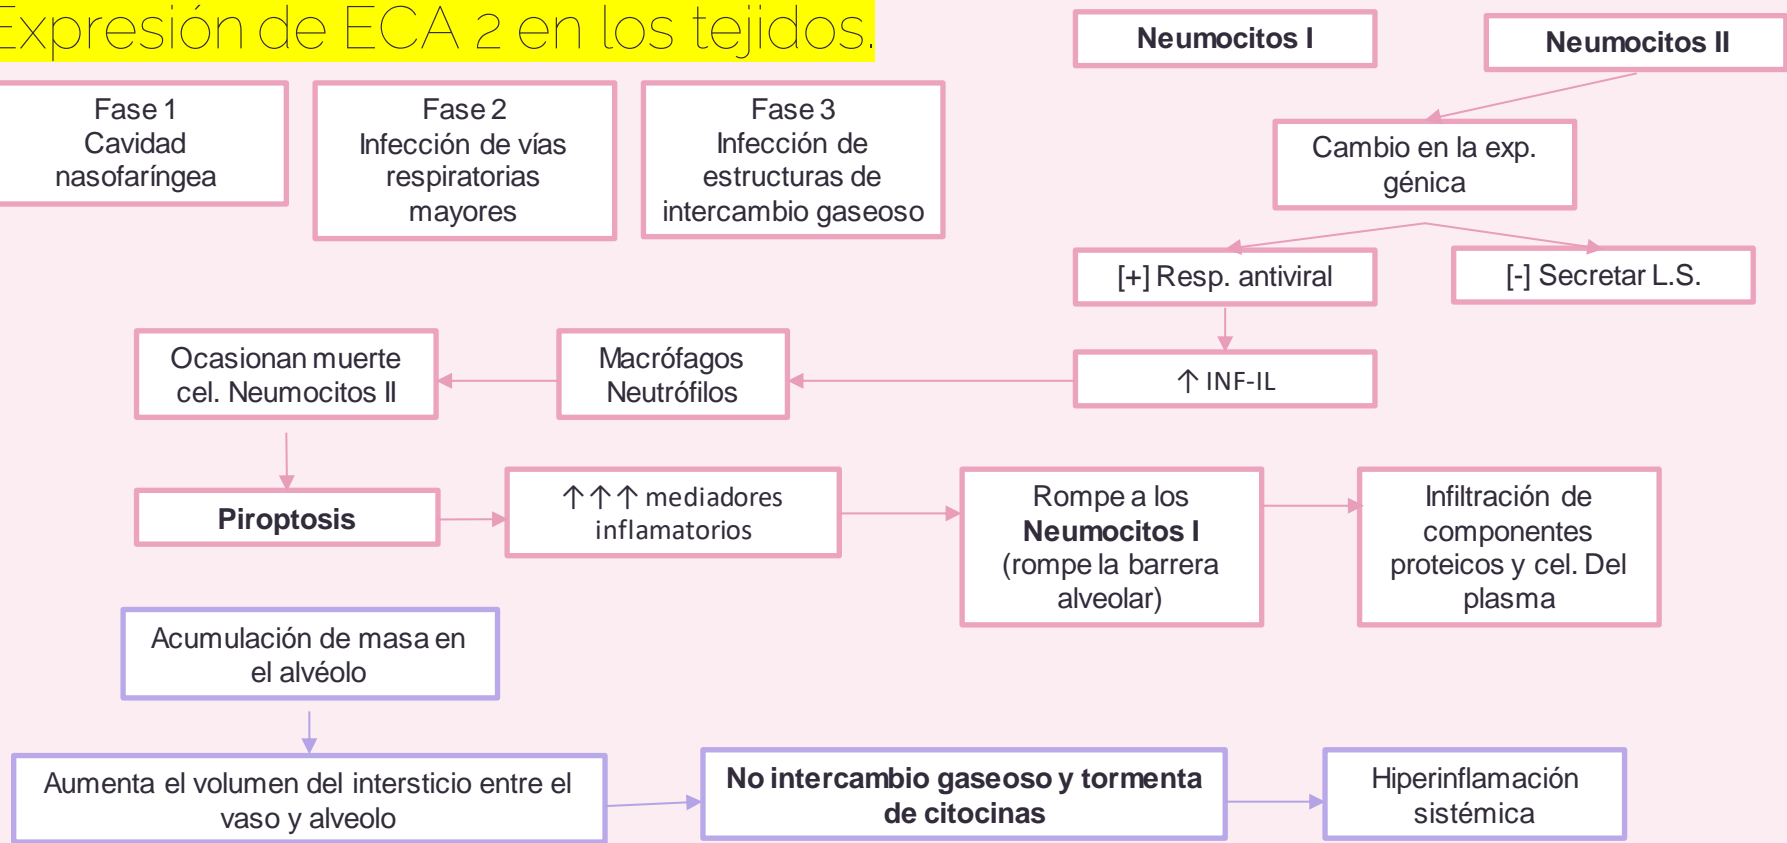 Expresión de ECA 2 en los tejidos.
Neumocitos I
Neumocitos II
Fase 1
Cavidad
nasofaríngea
Fase 2
Infección de vías
respiratorias
mayores
Fase 3
Infección de
estructuras de
intercambio gaseoso
Cambio en la exp.
génica
[+] Resp. antiviral
[-] Secretar L.S.
Ocasionan muerte
cel. Neumocitos II
Macrófagos
Neutrófilos
↑ INF-IL
Piroptosis
↑↑↑ mediadores
inflamatorios
Rompe a los
Neumocitos I
(rompe la barrera
alveolar)
Infiltración de
componentes
proteicos y cel. Del
plasma
Acumulación de masa en
el alvéolo
Aumenta el volumen del intersticio entre el
vaso y alveolo
No intercambio gaseoso y tormenta
de citocinas
Hiperinflamación
sistémica